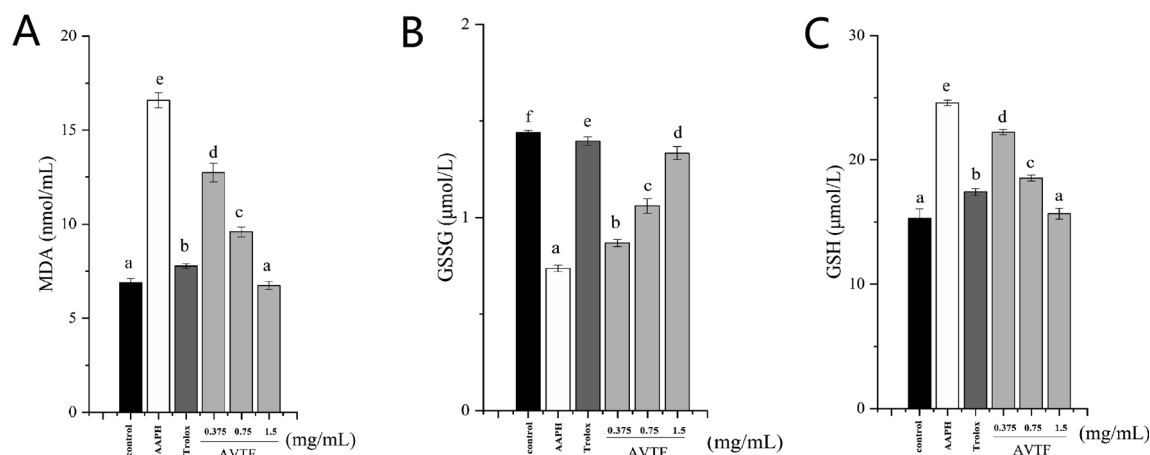 A
MDA (nmol/mL)
20
15
10
5
0
a
e
b
d
c
a
control
AAPH
Trolox
0.375
0.75
1.5
(mg/mL)
AVTF
B
GSSG (μmol/L)
2
1
0
f
a
e
b
c
d
control
AAPH
Trolox
0.375
0.75
1.5
(mg/mL)
AVTF
C
GSH (μmol/L)
30
20
10
0
a
e
b
d
c
a
control
AAPH
Trolox
0.375
0.75
1.5
(mg/mL)
AVTF